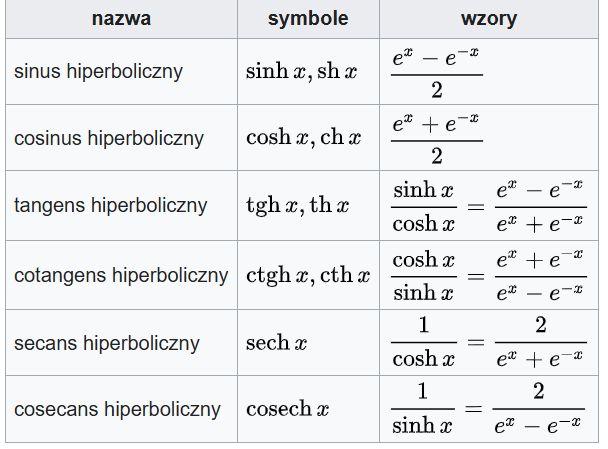 nazwa symbole wzory
sinus hiperboliczny $\sinh x, \operatorname{sh} x$ $\frac{e^x - e^{-x}}{2}$
cosinus hiperboliczny $\cosh x, \operatorname{ch} x$ $\frac{e^x + e^{-x}}{2}$
tangens hiperboliczny $\operatorname{tgh} x, \operatorname{th} x$ $\frac{\sinh x}{\cosh x} = \frac{e^x - e^{-x}}{e^x + e^{-x}}$
cotangens hiperboliczny $\operatorname{ctgh} x, \operatorname{cth} x$ $\frac{\cosh x}{\sinh x} = \frac{e^x + e^{-x}}{e^x - e^{-x}}$
secans hiperboliczny $\operatorname{sech} x$ $\frac{1}{\cosh x} = \frac{2}{e^x + e^{-x}}$
cosecans hiperboliczny $\operatorname{cosech} x$ $\frac{1}{\sinh x} = \frac{2}{e^x - e^{-x}}$